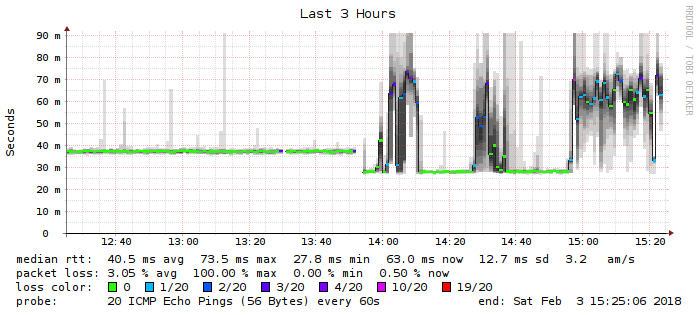 Last 3 Hours
RRDTOOL / TOBI OETIKER
Seconds
90 m
80 m
70 m
60 m
50 m
40 m
30 m
20 m
10 m
0
12:40 13:00 13:20 13:40 14:00 14:20 14:40 15:00 15:20
median rtt: 40.5 ms avg 73.5 ms max 27.8 ms min 63.0 ms now 12.7 ms sd 3.2 am/s
packet loss: 3.05 % avg 100.00 % max 0.00 % min 0.50 % now
loss color: 0 1/20 2/20 3/20 4/20 10/20 19/20
probe: 20 ICMP Echo Pings (56 Bytes) every 60s end: Sat Feb 3 15:25:06 2018